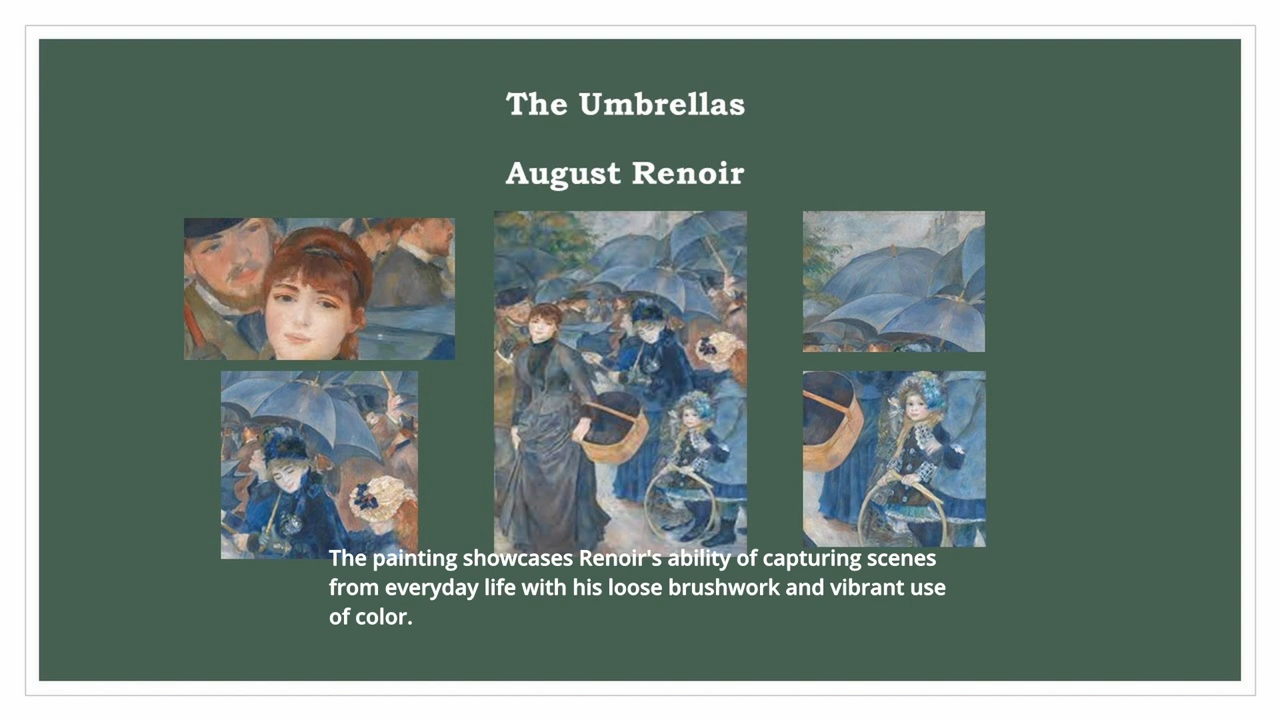 The Umbrellas
August Renoir
The painting showcases Renoir's ability of capturing scenes
from everyday life with his loose brushwork and vibrant use
of color.